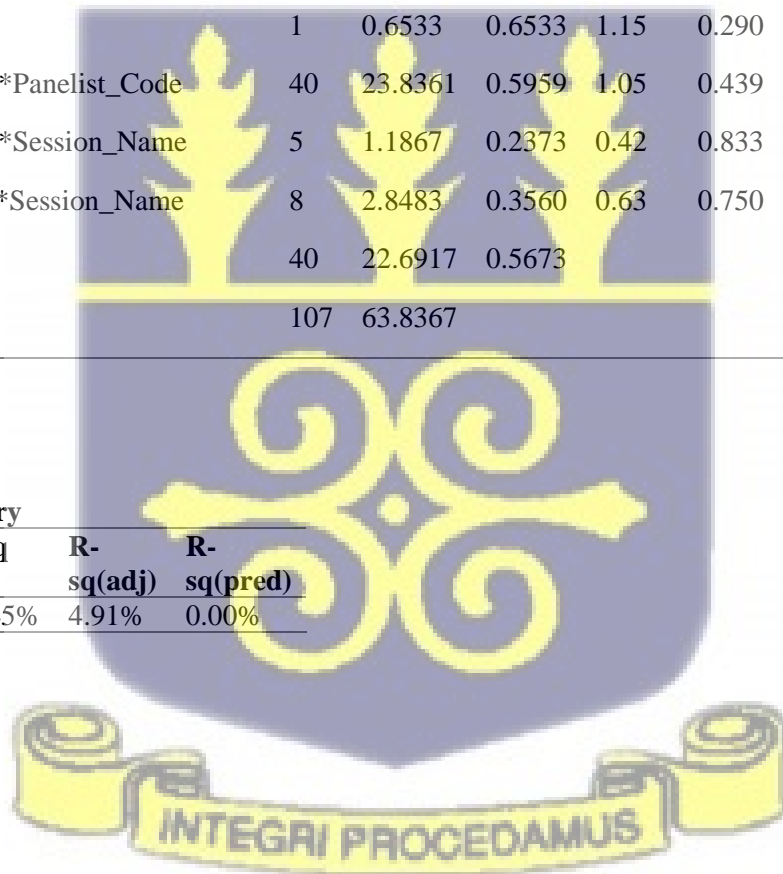 1 0.6533 0.6533 1.15 0.290
*Panelist_Code 40 23.8361 0.5959 1.05 0.439
*Session_Name 5 1.1867 0.2373 0.42 0.833
*Session_Name 8 2.8483 0.3560 0.63 0.750
40 22.6917 0.5673
107 63.8367
ry
q R- R-
sq(adj) sq(pred)
5% 4.91% 0.00%
INTEGRI PROCEDAMUS